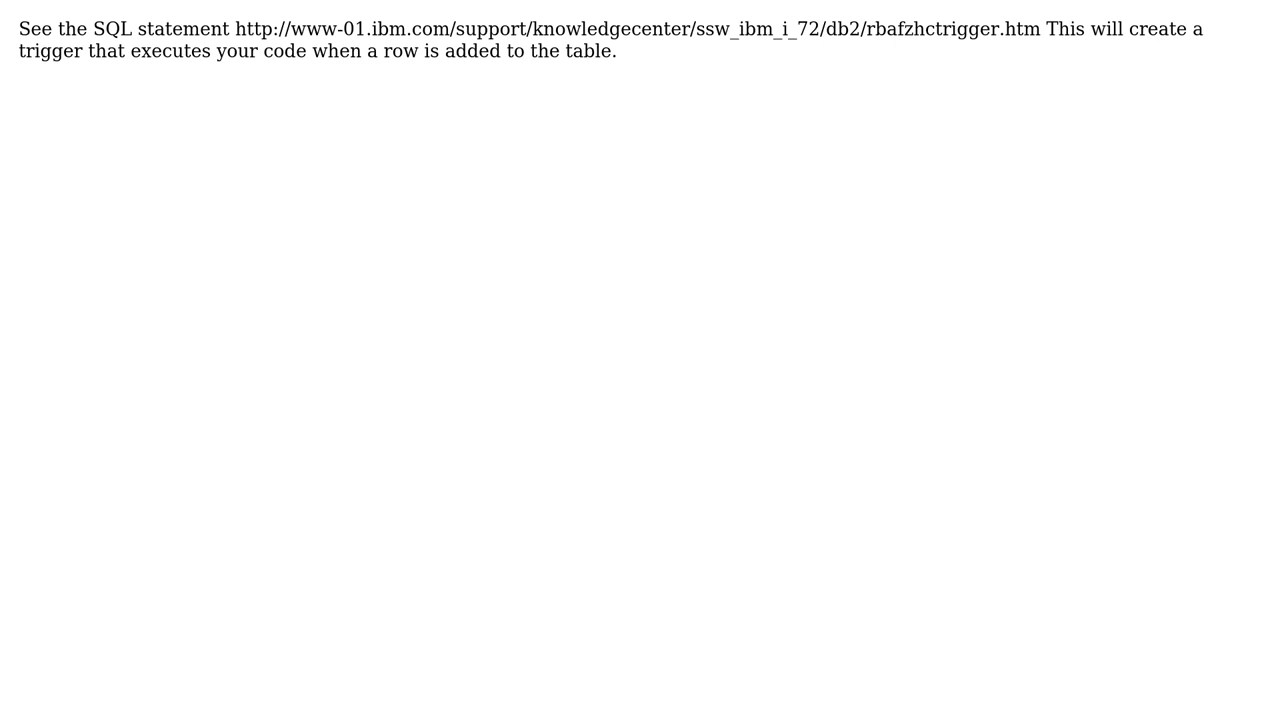 See the SQL statement http://www-01.ibm.com/support/knowledgecenter/ssw_ibm_i_72/db2/rbafzhctrigger.htm This will create a
trigger that executes your code when a row is added to the table.